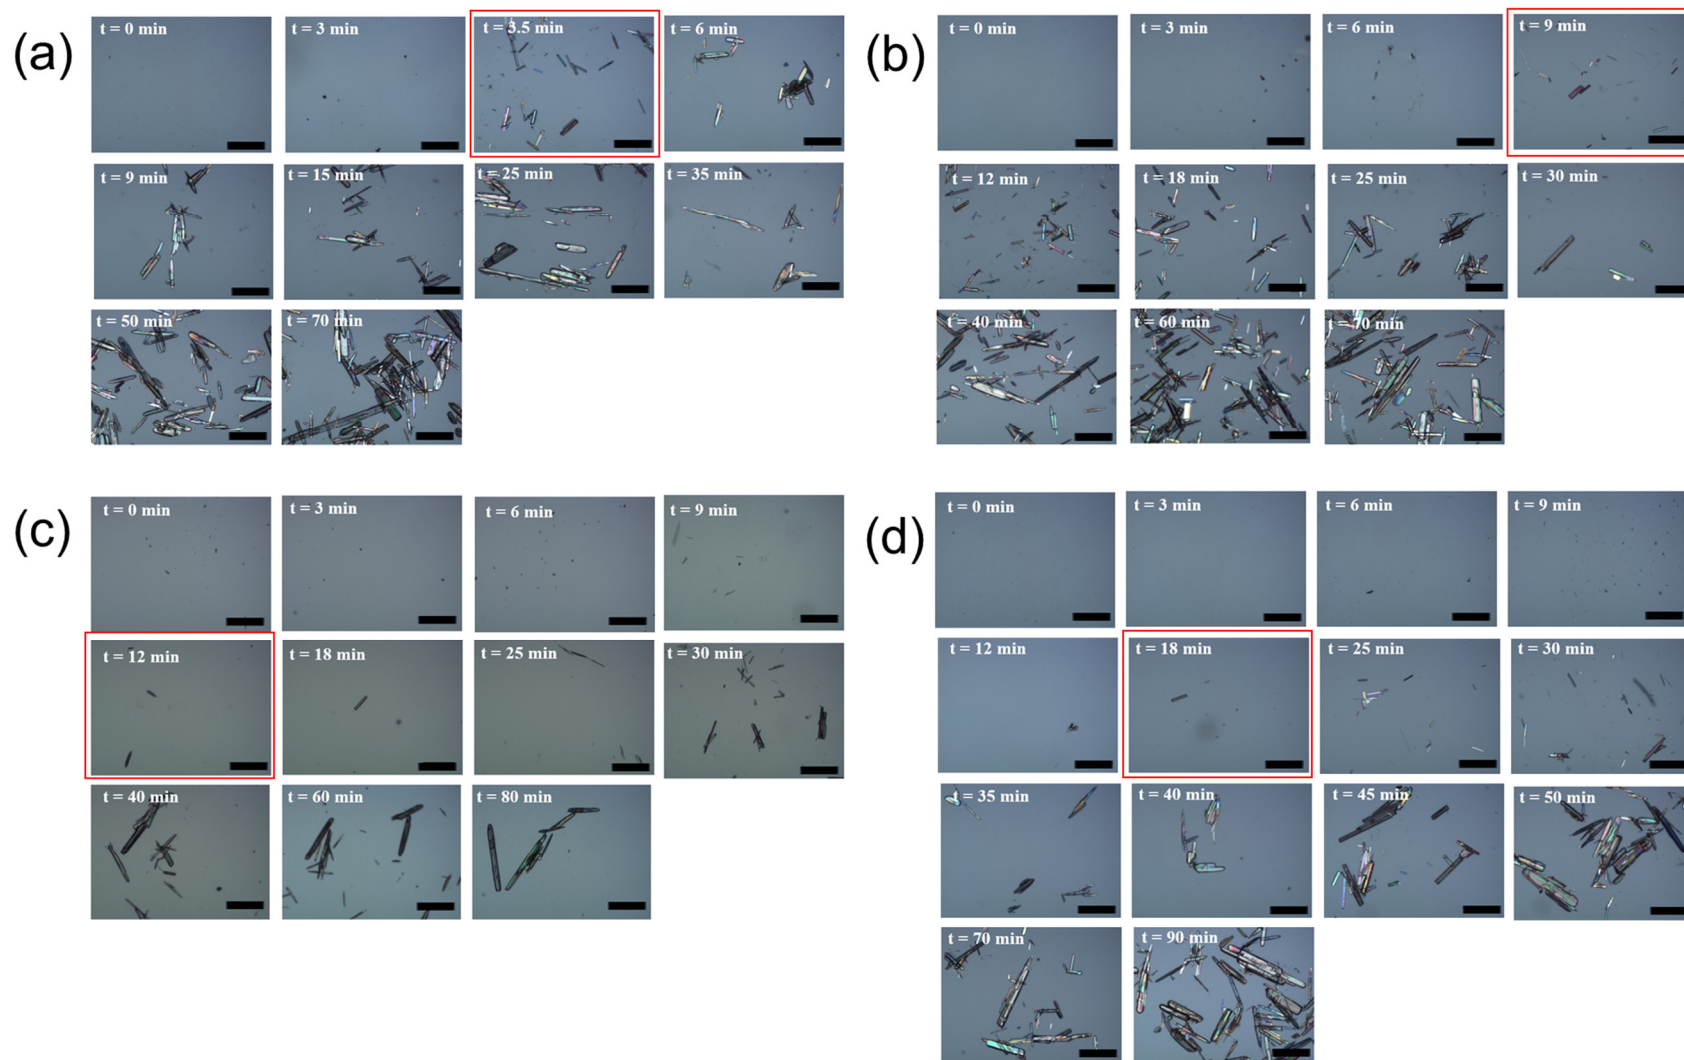 (a)
t = 0 min
t = 3 min
t = 3.5 min
t = 6 min
t = 9 min
t = 15 min
t = 25 min
t = 35 min
t = 50 min
t = 70 min
(b)
t = 0 min
t = 3 min
t = 6 min
t = 9 min
t = 12 min
t = 18 min
t = 25 min
t = 30 min
t = 40 min
t = 60 min
t = 70 min
(c)
t = 0 min
t = 3 min
t = 6 min
t = 9 min
t = 12 min
t = 18 min
t = 25 min
t = 30 min
t = 40 min
t = 60 min
t = 80 min
(d)
t = 0 min
t = 3 min
t = 6 min
t = 9 min
t = 12 min
t = 18 min
t = 25 min
t = 30 min
t = 35 min
t = 40 min
t = 45 min
t = 50 min
t = 70 min
t = 90 min